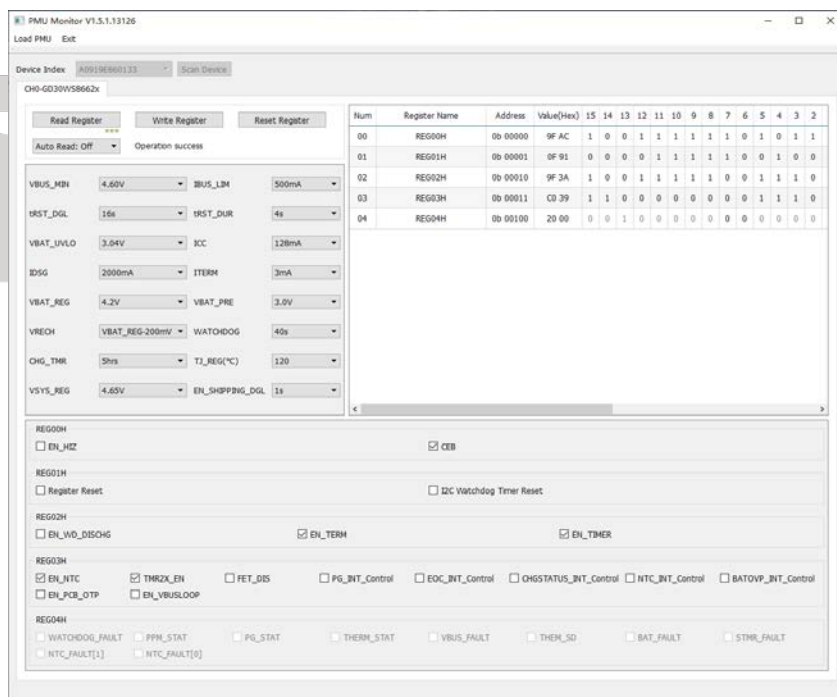 PMU Monitor V1.5.1.13126
Load PMU Exit
Device Index A0919E860133 Scan Device
CH0-GD30WS8662x
Read Register Write Register Reset Register
Auto Read: Off Operation success
VBUS_MIN 4.60V IBUS_LIM 500mA
tRST_DGL 16s tRST_DUR 4s
VBAT_UVLO 3.04V ICC 128mA
IDSG 2000mA ITERM 3mA
VBAT_REG 4.2V VBAT_PRE 3.0V
VRECH VBAT_REG-200mV WATCHDOG 40s
CHG_TMR 5hrs TJ_REG(℃) 120
VSYS_REG 4.65V EN_SHIPPING_DGL 1s
Num Register Name Address Value(Hex) 15 14 13 12 11 10 9 8 7 6 5 4 3 2
00 REG00H 0b 00000 9F AC 1 0 0 1 1 1 1 1 1 0 1 0 1 1
01 REG01H 0b 00001 0F 91 0 0 0 0 1 1 1 1 1 0 0 1 0 0
02 REG02H 0b 00010 9F 3A 1 0 0 1 1 1 1 1 0 0 1 1 1 0
03 REG03H 0b 00011 C0 39 1 1 0 0 0 0 0 0 0 0 1 1 1 0
04 REG04H 0b 00100 20 00 0 0 1 0 0 0 0 0 0 0 0 0 0 0
REG00H
EN_HIZ CEB
REG01H
Register Reset I2C Watchdog Timer Reset
REG02H
EN_WD_DISCHG EN_TERM EN_TIMER
REG03H
EN_NTC TMR2X_EN FET_DIS PG_INT_Control EOC_INT_Control CHGSTATUS_INT_Control NTC_INT_Control BATOVP_INT_Control
EN_PCB_OTP EN_VBUSLOOP
REG04H
WATCHDOG_FAULT PPM_STAT PG_STAT THERM_STAT VBUS_FAULT THEM_SD BAT_FAULT STMR_FAULT
NTC_FAULT[1] NTC_FAULT[0]